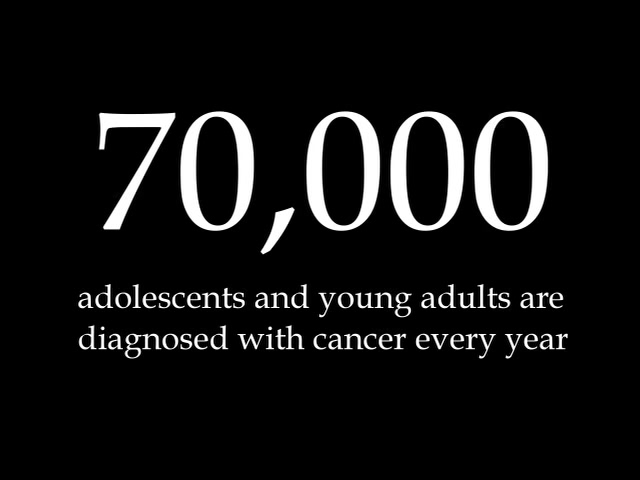 70,000
adolescents and young adults are
diagnosed with cancer every year